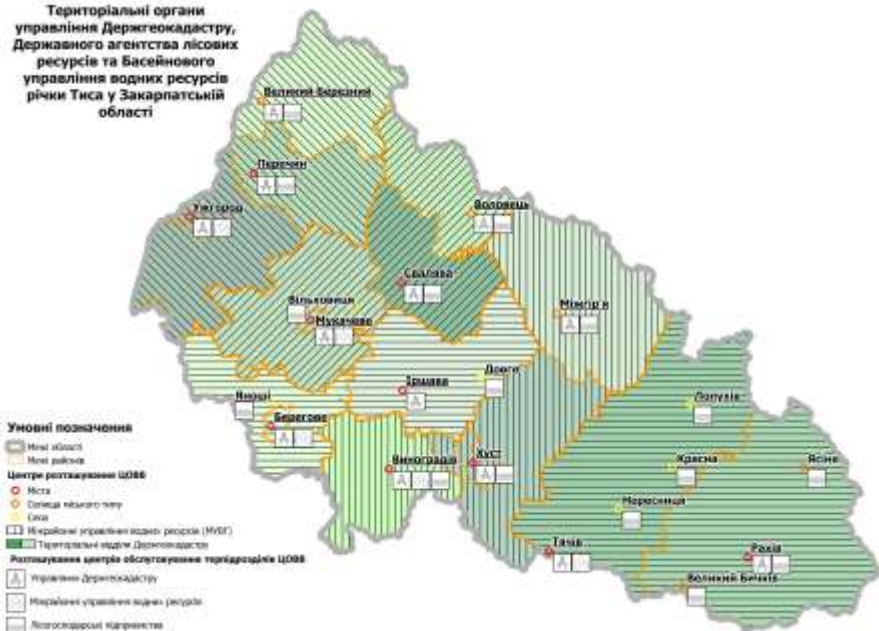 Територіальні органи
управління Держгеокадастру,
Державного агентства лісових
ресурсів та Басейнового
управління водних ресурсів
річки Тиса у Закарпатській
області
Великий Березний
Перечин
Ужгород
Воловець
Свалява
Міжгір'я
Вільховиця
Мукачево
Довге
Іршава
Яноші
Берегове
Лопухів
Виноградів
Хуст
Красна
Ясіня
Нересниця
Тячів
Рахів
Великий Бичків
Умовні позначення
Межі області
Межі районів
Центри розташування ЦОВВ
Міста
Селища міського типу
Села
Міжрайонні управління водних ресурсів (МУВГ)
Територіальні відділи Держгеокадастру
Розташування центрів обслуговування терпідрозділів ЦОВВ
Управління Держгеокадастру
Міжрайонні управління водних ресурсів
Лісогосподарські підприємства